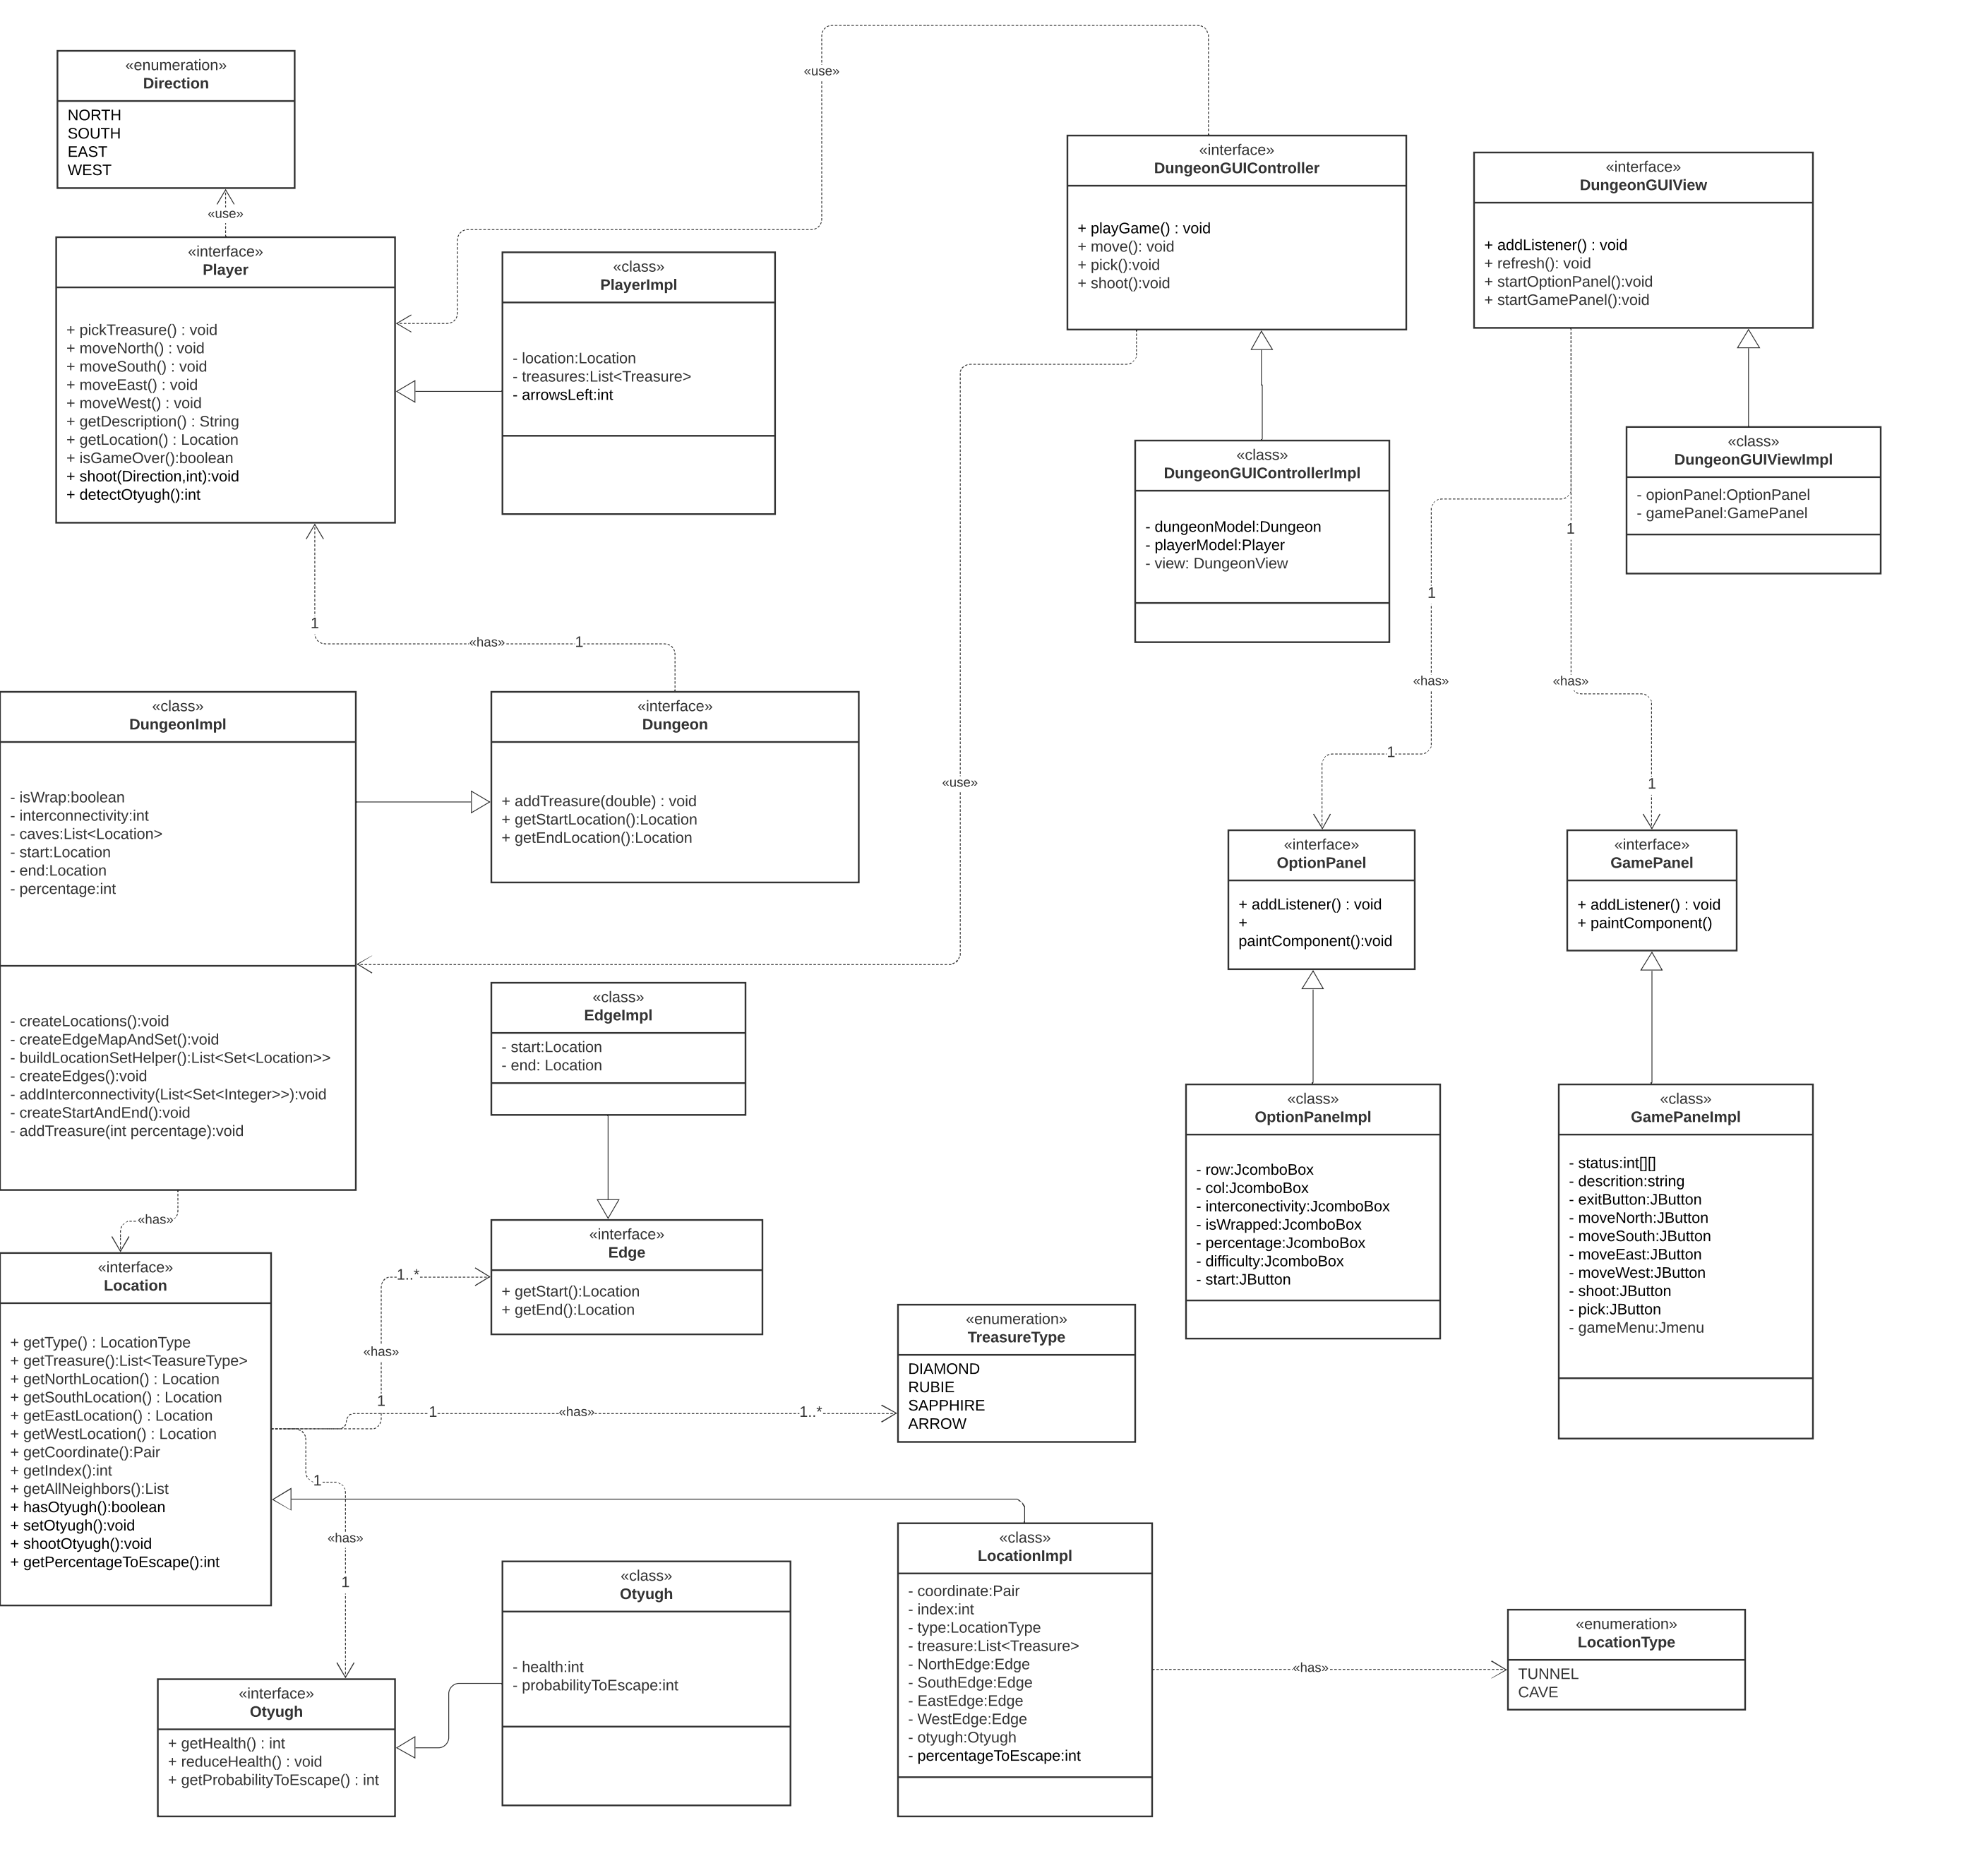 «enumeration»
Direction
NORTH
SOUTH
EAST
WEST
«use»
«interface»
Player
+ pickTreasure() : void
+ moveNorth() : void
+ moveSouth() : void
+ moveEast() : void
+ moveWest() : void
+ getDescription() : String
+ getLocation() : Location
+ isGameOver():boolean
+ shoot(Direction,int):void
+ detectOtyugh():int
«class»
PlayerImpl
- location:Location
- treasures:List<Treasure>
- arrowsLeft:int
«use»
«interface»
DungeonGUIController
+ playGame() : void
+ move(): void
+ pick():void
+ shoot():void
«interface»
DungeonGUIView
+ addListener() : void
+ refresh(): void
+ startOptionPanel():void
+ startGamePanel():void
«class»
DungeonGUIControllerImpl
- dungeonModel:Dungeon
- playerModel:Player
- view: DungeonView
«class»
DungeonGUIViewImpl
- opionPanel:OptionPanel
- gamePanel:GamePanel
1
1
«has»
«has»
1
1
1
«has»
1
«class»
DungeonImpl
- isWrap:boolean
- interconnectivity:int
- caves:List<Location>
- start:Location
- end:Location
- percentage:int
- createLocations():void
- createEdgeMapAndSet():void
- buildLocationSetHelper():List<Set<Location>>
- createEdges():void
- addInterconnectivity(List<Set<Integer>>):void
- createStartAndEnd():void
- addTreasure(int percentage):void
«interface»
Dungeon
+ addTreasure(double) : void
+ getStartLocation():Location
+ getEndLocation():Location
«use»
«interface»
OptionPanel
+ addListener() : void
+
paintComponent():void
«interface»
GamePanel
+ addListener() : void
+ paintComponent()
«class»
EdgeImpl
- start:Location
- end: Location
«class»
OptionPaneImpl
- row:JcomboBox
- col:JcomboBox
- interconectivity:JcomboBox
- isWrapped:JcomboBox
- percentage:JcomboBox
- difficulty:JcomboBox
- start:JButton
«class»
GamePaneImpl
- status:int[][]
- descrition:string
- exitButton:JButton
- moveNorth:JButton
- moveSouth:JButton
- moveEast:JButton
- moveWest:JButton
- shoot:JButton
- pick:JButton
- gameMenu:Jmenu
«has»
«interface»
Location
+ getType() : LocationType
+ getTreasure():List<TeasureType>
+ getNorthLocation() : Location
+ getSouthLocation() : Location
+ getEastLocation() : Location
+ getWestLocation() : Location
+ getCoordinate():Pair
+ getIndex():int
+ getAllNeighbors():List
+ hasOtyugh():boolean
+ setOtyugh():void
+ shootOtyugh():void
+ getPercentageToEscape():int
1..*
«has»
1
«interface»
Edge
+ getStart():Location
+ getEnd():Location
1
«has»
1..*
«enumeration»
TreasureType
DIAMOND
RUBIE
SAPPHIRE
ARROW
1
«has»
1
«interface»
Otyugh
+ getHealth() : int
+ reduceHealth() : void
+ getProbabilityToEscape() : int
«class»
Otyugh
- health:int
- probabilityToEscape:int
«class»
LocationImpl
- coordinate:Pair
- index:int
- type:LocationType
- treasure:List<Treasure>
- NorthEdge:Edge
- SouthEdge:Edge
- EastEdge:Edge
- WestEdge:Edge
- otyugh:Otyugh
- percentageToEscape:int
«has»
«enumeration»
LocationType
TUNNEL
CAVE